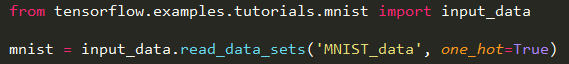 from tensorflow.examples.tutorials.mnist import input_data
mnist = input_data.read_data_sets('MNIST_data', one_hot=True)